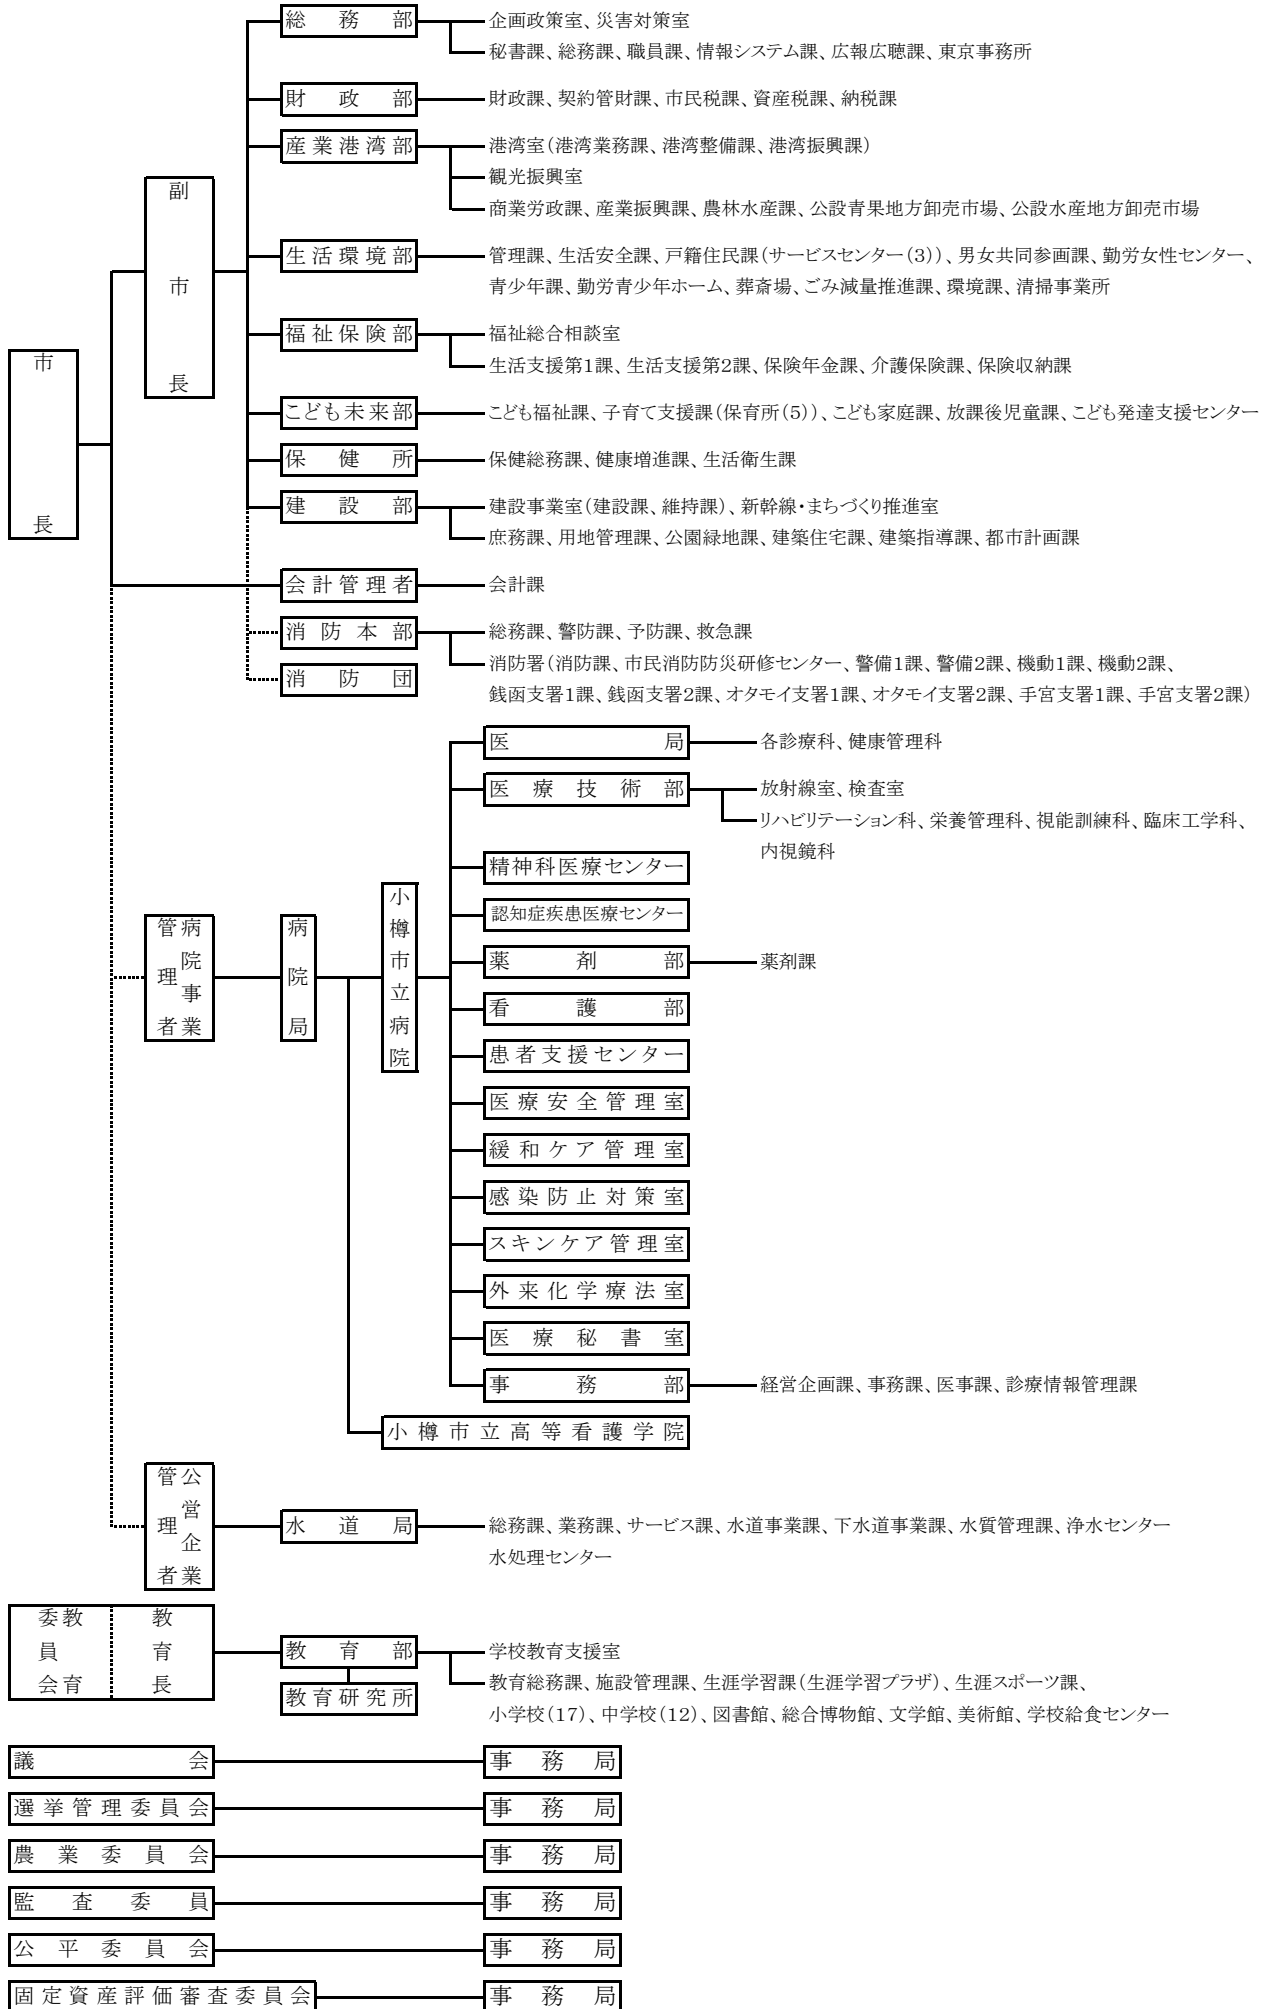 総務部
企画政策室、災害対策室
秘書課、総務課、職員課、情報システム課、広報広聴課、東京事務所
財政部
財政課、契約管財課、市民税課、資産税課、納税課
産業港湾部
港湾室(港湾業務課、港湾整備課、港湾振興課)
観光振興室
商業労政課、産業振興課、農林水産課、公設青果地方卸売市場、公設水産地方卸売市場
副市長
生活環境部
管理課、生活安全課、戸籍住民課(サービスセンター(3))、男女共同参画課、勤労女性センター、
青少年課、勤労青少年ホーム、葬斎場、ごみ減量推進課、環境課、清掃事業所
市長
福祉保険部
福祉総合相談室
生活支援第1課、生活支援第2課、保険年金課、介護保険課、保険収納課
こども未来部
こども福祉課、子育て支援課(保育所(5))、こども家庭課、放課後児童課、こども発達支援センター
保健所
保健総務課、健康増進課、生活衛生課
建設部
建設事業室(建設課、維持課)、新幹線・まちづくり推進室
庶務課、用地管理課、公園緑地課、建築住宅課、建築指導課、都市計画課
会計管理者
会計課
消防本部
総務課、警防課、予防課、救急課
消防署(消防課、市民消防防災研修センター、警備1課、警備2課、機動1課、機動2課、
銭函支署1課、銭函支署2課、オタモイ支署1課、オタモイ支署2課、手宮支署1課、手宮支署2課)
消防団
病院事業管理者
病院局
小樽市立病院
医局
各診療科、健康管理科
医療技術部
放射線室、検査室
リハビリテーション科、栄養管理科、視能訓練科、臨床工学科、
内視鏡科
精神科医療センター
認知症疾患医療センター
薬剤部
薬剤課
看護部
患者支援センター
医療安全管理室
緩和ケア管理室
感染防止対策室
スキンケア管理室
外来化学療法室
医療秘書室
事務部
経営企画課、事務課、医事課、診療情報管理課
小樽市立高等看護学院
公営企業管理者
水道局
総務課、業務課、サービス課、水道事業課、下水道事業課、水質管理課、浄水センター
水処理センター
教育委員会
教育長
教育部
学校教育支援室
教育総務課、施設管理課、生涯学習課(生涯学習プラザ)、生涯スポーツ課、
小学校(17)、中学校(12)、図書館、総合博物館、文学館、美術館、学校給食センター
教育研究所
議会
事務局
選挙管理委員会
事務局
農業委員会
事務局
監査委員
事務局
公平委員会
事務局
固定資産評価審査委員会
事務局